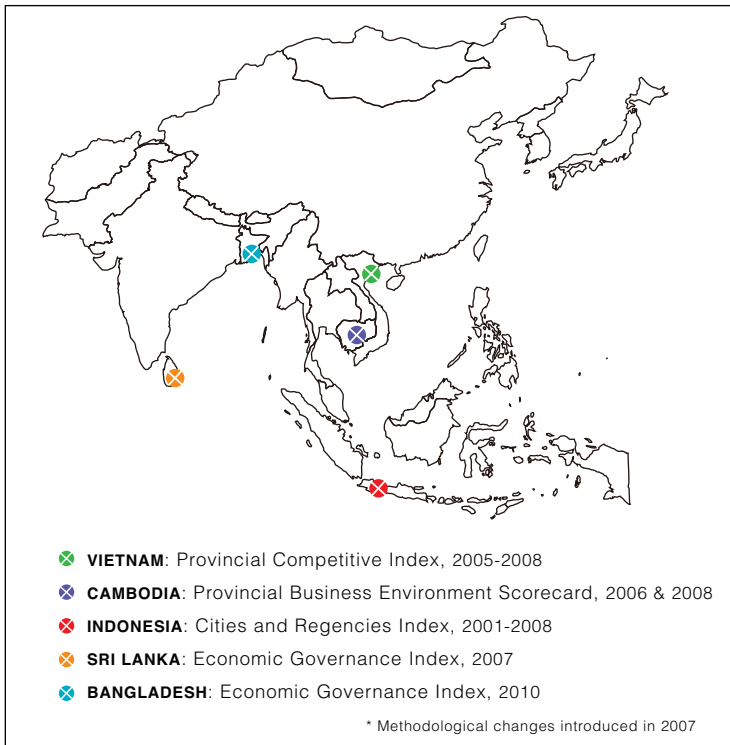 VIETNAM: Provincial Competitive Index, 2005-2008
CAMBODIA: Provincial Business Environment Scorecard, 2006 & 2008
INDONESIA: Cities and Regencies Index, 2001-2008
SRI LANKA: Economic Governance Index, 2007
BANGLADESH: Economic Governance Index, 2010
* Methodological changes introduced in 2007